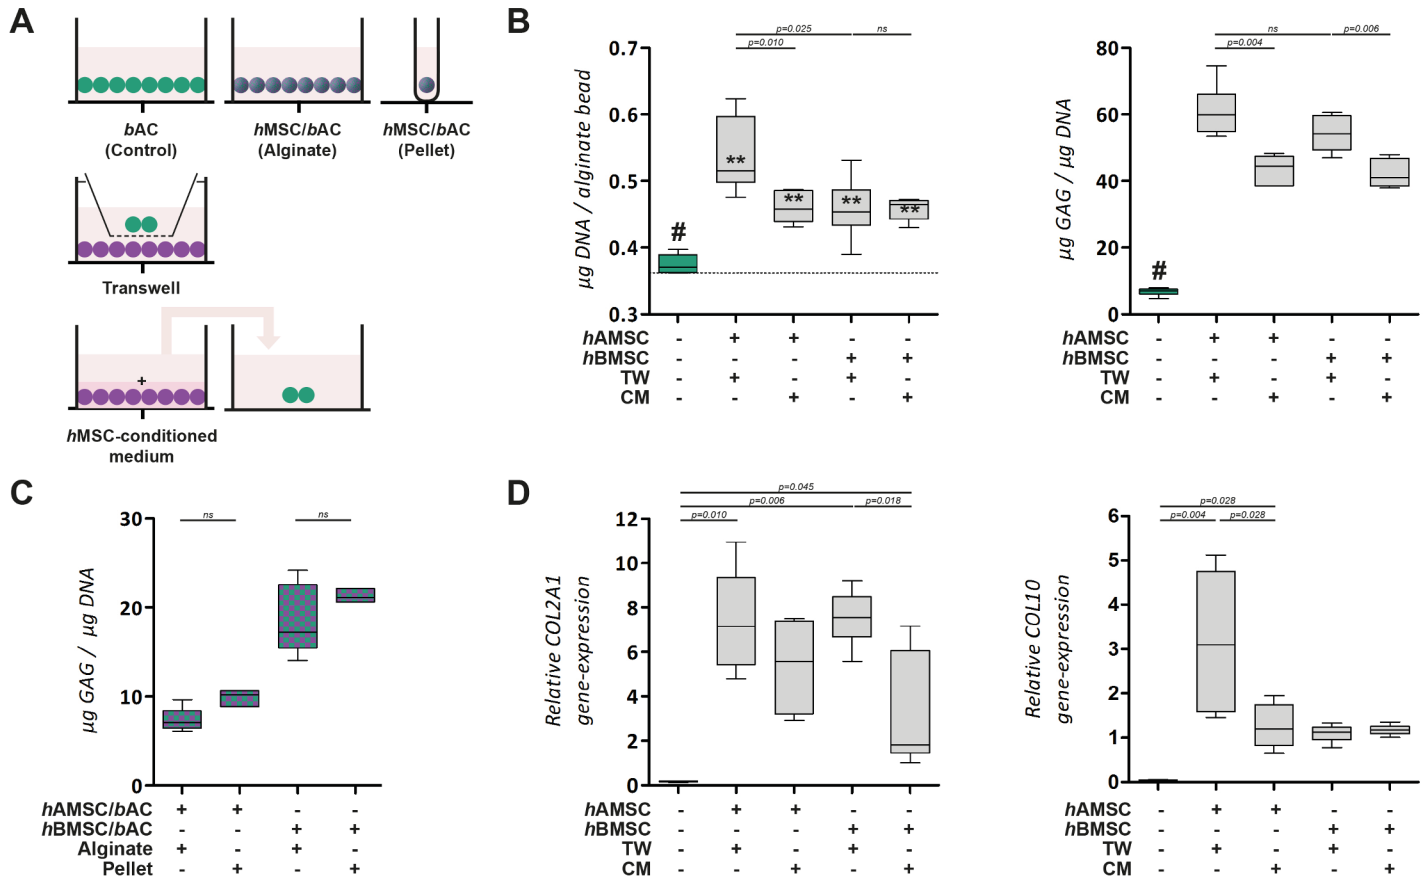 A
bAC
(Control)
hMSC/bAC
(Alginate)
hMSC/bAC
(Pellet)
Transwell
+
hMSC-conditioned
medium
B
p=0.025
ns
p=0.010
0.7
0.6
0.5
0.4
0.3
µg DNA / alginate bead
#
**
**
**
**
hAMSC - + + - -
hBMSC - - - + +
TW - + - + -
CM - - + - +
ns
p=0.006
p=0.004
80
60
40
20
0
µg GAG / µg DNA
#
- + + - -
- - - + +
- + - + -
- - + - +
hAMSC
hBMSC
TW
CM
C
ns
ns
30
20
10
0
µg GAG / µg DNA
hAMSC/bAC + + - -
hBMSC/bAC - - + +
Alginate + - + -
Pellet - + - +
D
p=0.045
p=0.006
p=0.018
p=0.010
12
10
8
6
4
2
0
Relative COL2A1
gene-expression
hAMSC - + + - -
hBMSC - - - + +
TW - + - + -
CM - - + - +
p=0.028
p=0.004
p=0.028
6
5
4
3
2
1
0
Relative COL10
gene-expression
hAMSC - + + - -
hBMSC - - - + +
TW - + - + -
CM - - + - +